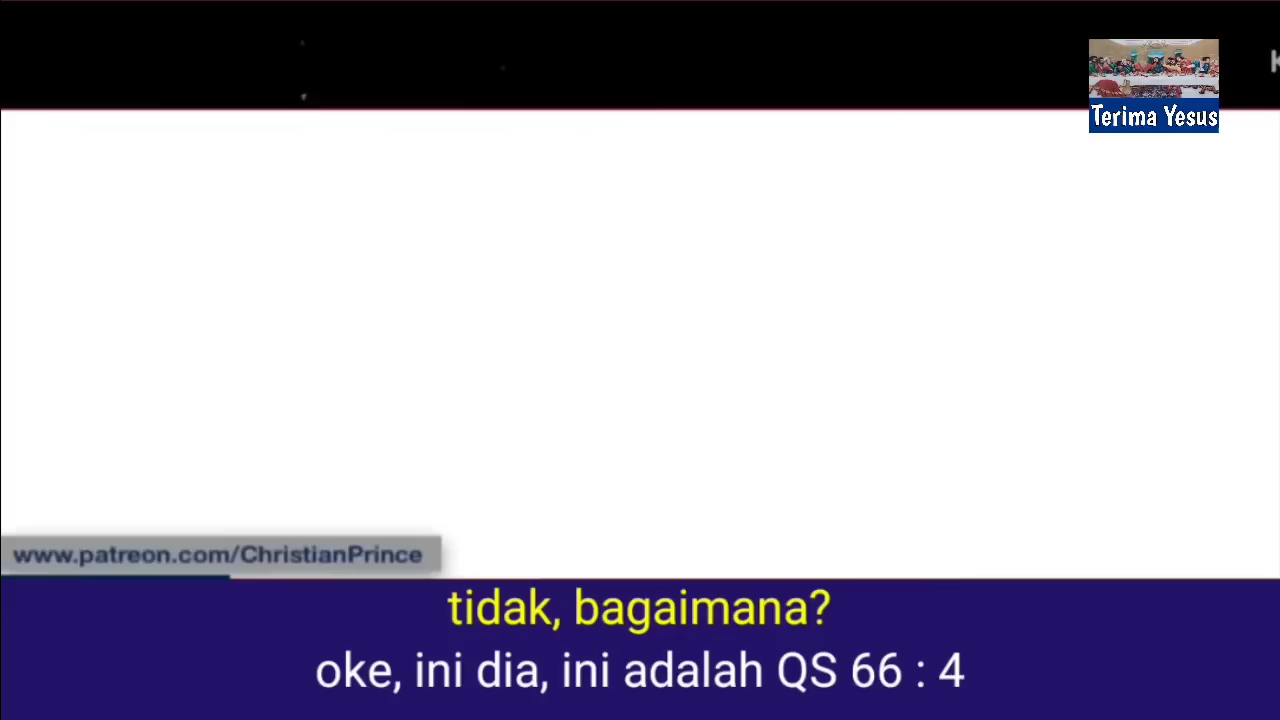 Terima Yesus
www.patreon.com/ChristianPrince
tidak, bagaimana?
oke, ini dia, ini adalah QS 66 : 4